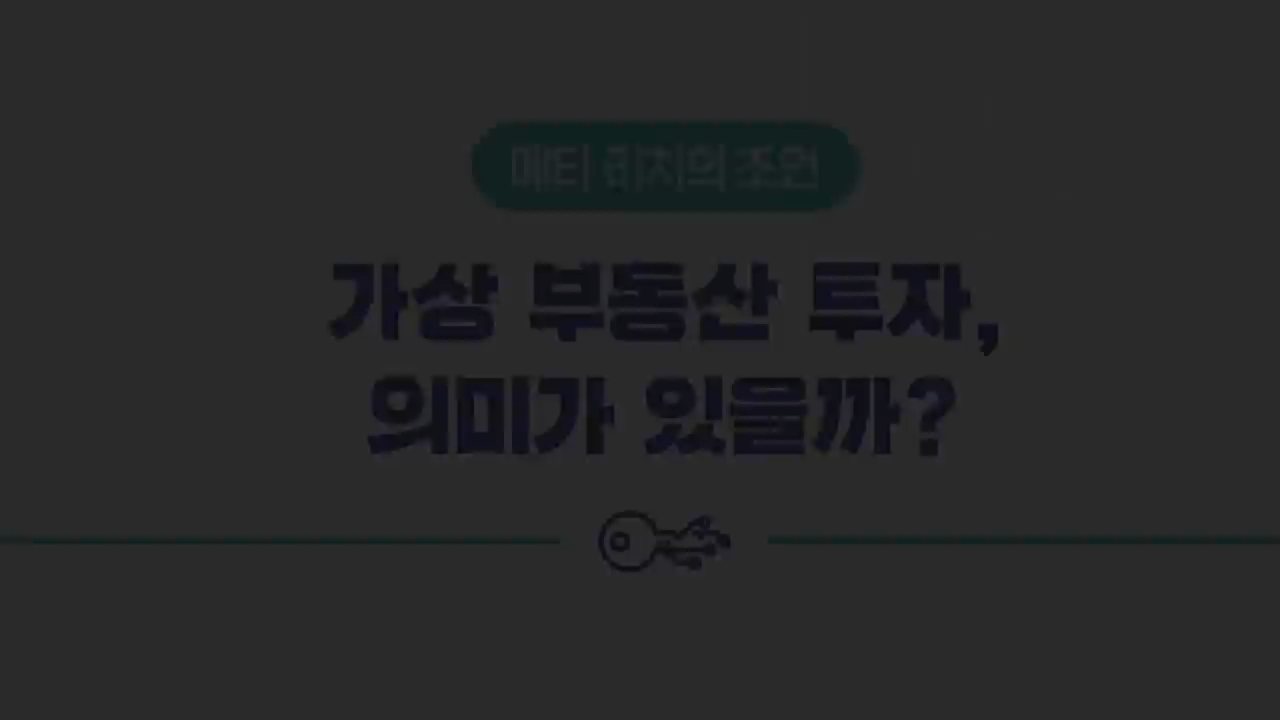 메타 리치의 조언
가상 부동산 투자,
의미가 있을까?